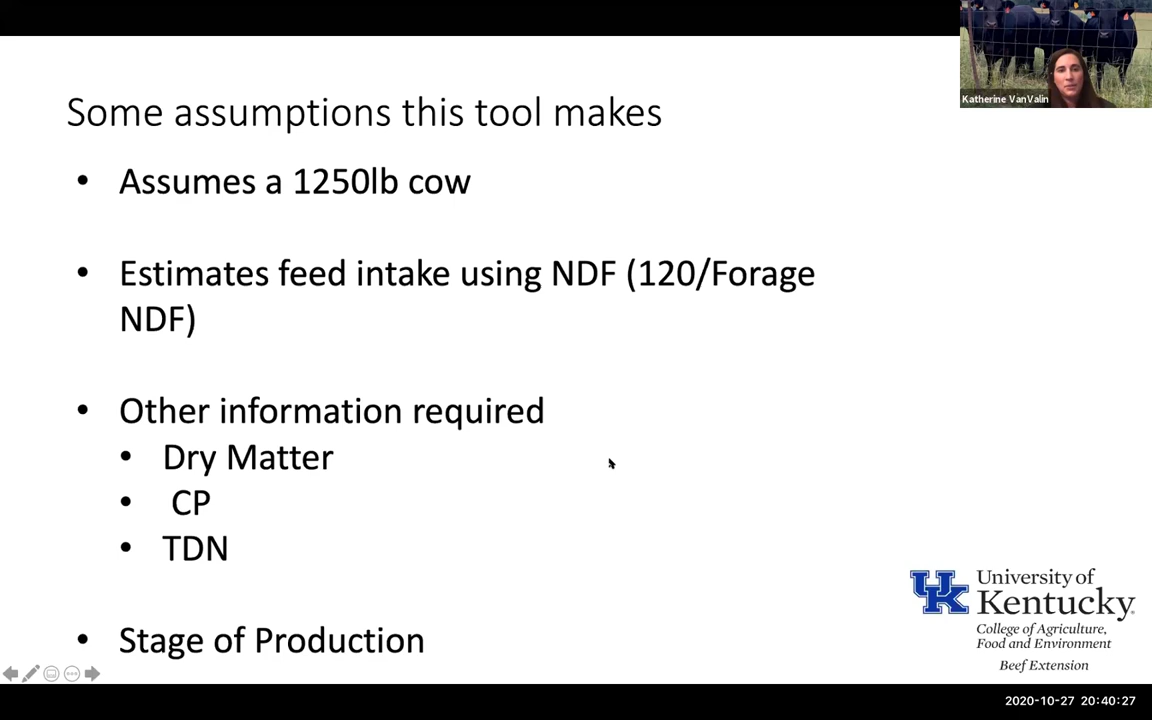 Katherine VanValin
Some assumptions this tool makes
• Assumes a 1250lb cow
• Estimates feed intake using NDF (120/Forage
NDF)
• Other information required
• Dry Matter
• CP
• TDN
• Stage of Production
UK
University of
Kentucky.
College of Agriculture,
Food and Environment
Beef Extension
2020-10-27 20:40:27